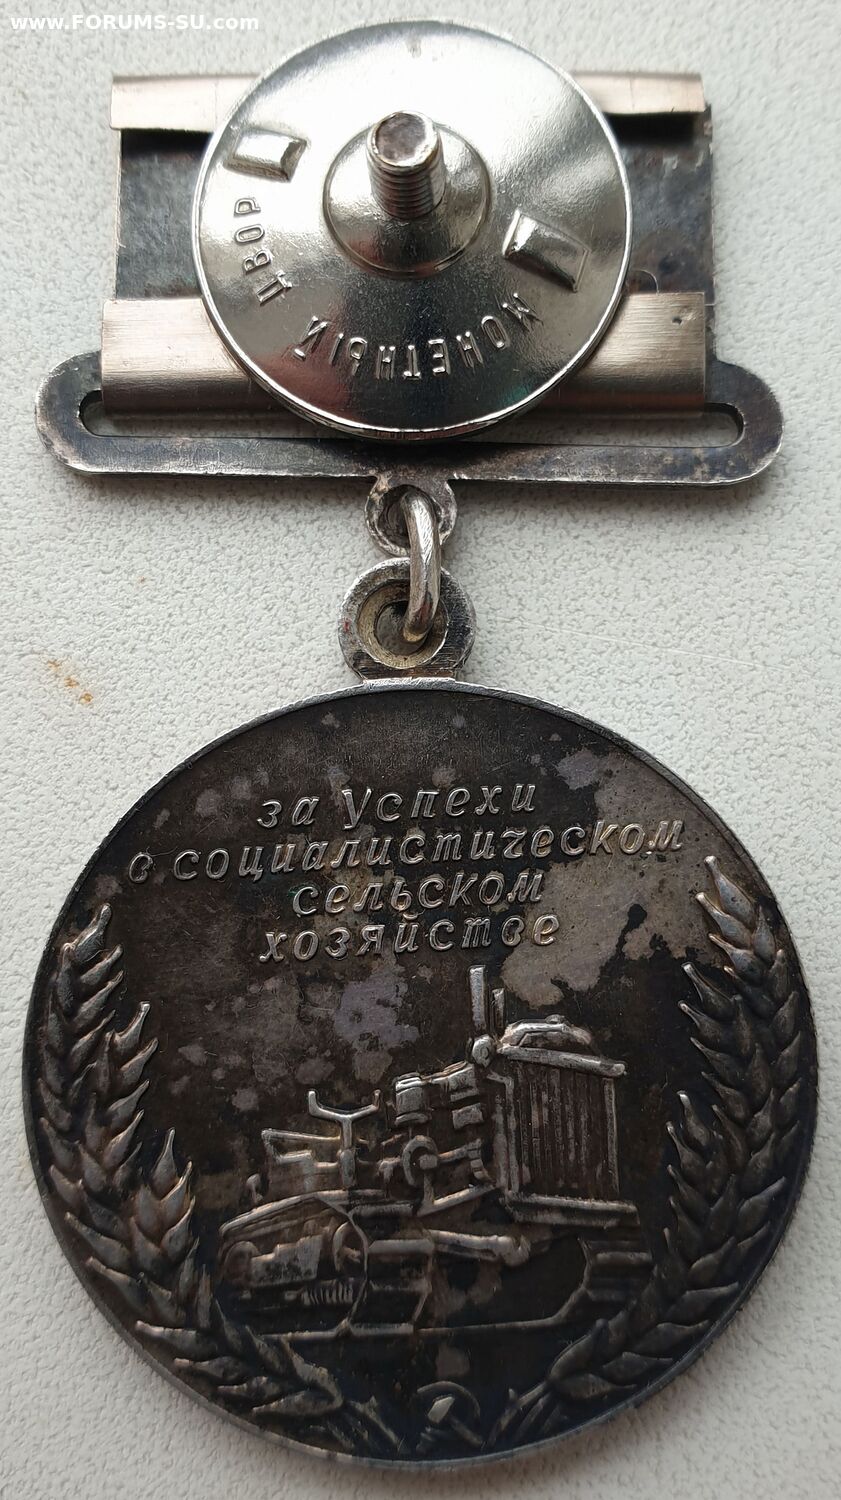 www.FORUMS-SU.com
МОНЕТНЫЙ ДВОР
за успехи
в социалистическом
сельском
хозяйстве